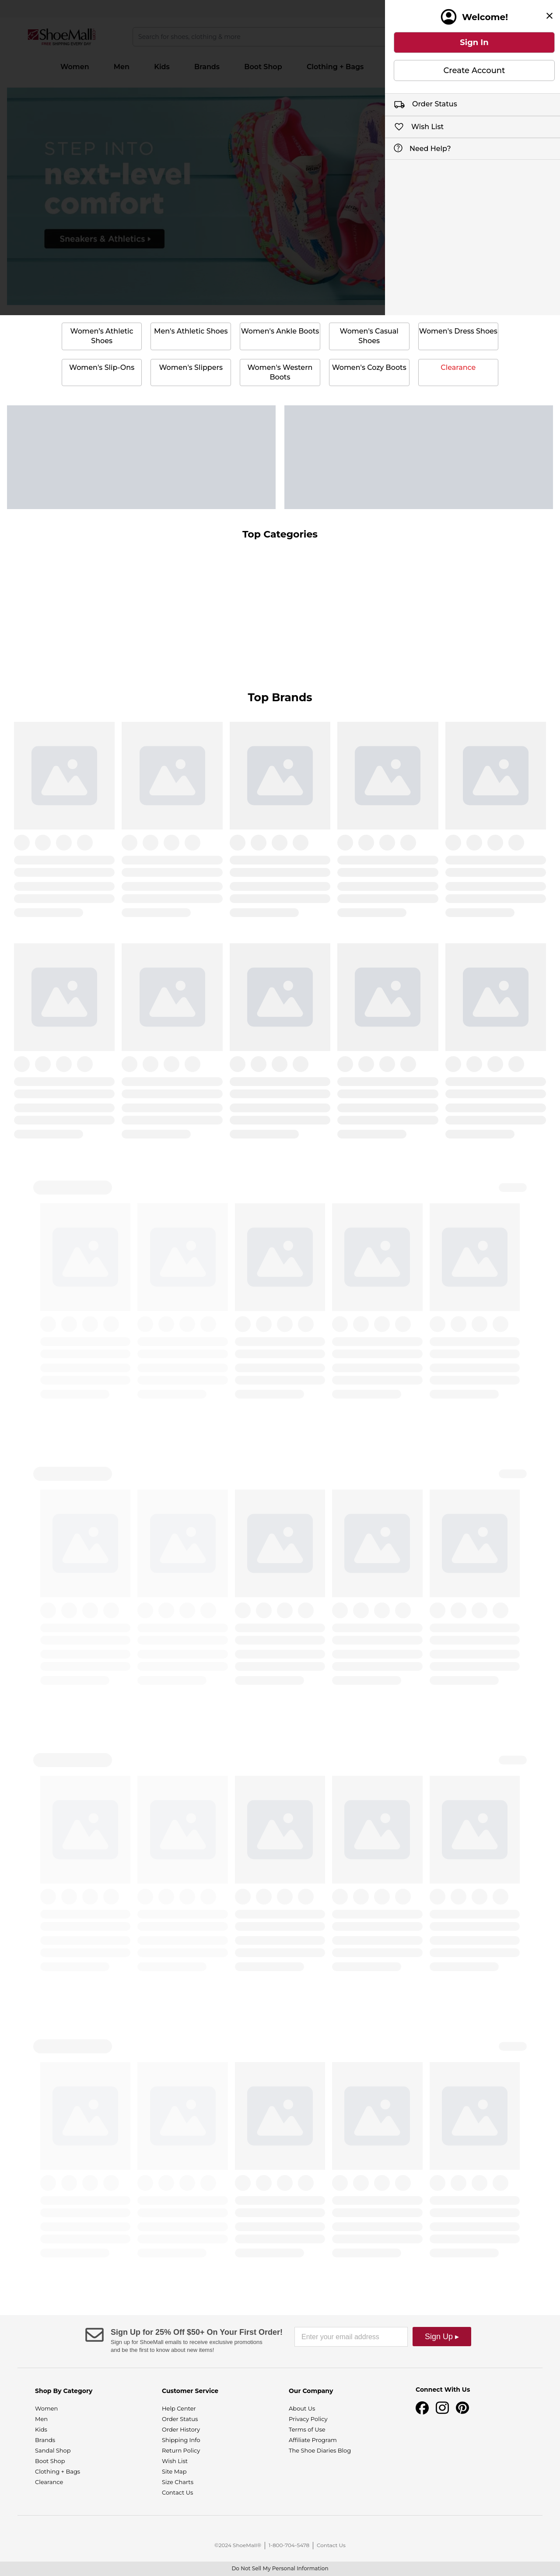 Welcome!
Sign In
Create Account
Order Status
Wish List
Need Help?
ShoeMall
Search for shoes, clothing & more
Women
Men
Kids
Brands
Boot Shop
Clothing + Bags
STEP INTO
next-level
comfort
Sneakers & Athletics ▸
Women's Athletic
Shoes
Men's Athletic Shoes
Women's Ankle Boots
Women's Casual
Shoes
Women's Dress Shoes
Women's Slip-Ons
Women's Slippers
Women's Western
Boots
Women's Cozy Boots
Clearance
Top Categories
Top Brands
Sign Up for 25% Off $50+ On Your First Order!
Sign up for ShoeMall emails to receive exclusive promotions
and be the first to know about new items!
Enter your email address
Sign Up ▸
Shop By Category
Women
Men
Kids
Brands
Sandal Shop
Boot Shop
Clothing + Bags
Clearance
Customer Service
Help Center
Order Status
Order History
Shipping Info
Return Policy
Wish List
Site Map
Size Charts
Contact Us
Our Company
About Us
Privacy Policy
Terms of Use
Affiliate Program
The Shoe Diaries Blog
Connect With Us
©2024 ShoeMall® | 1-800-704-5478 | Contact Us
Do Not Sell My Personal Information